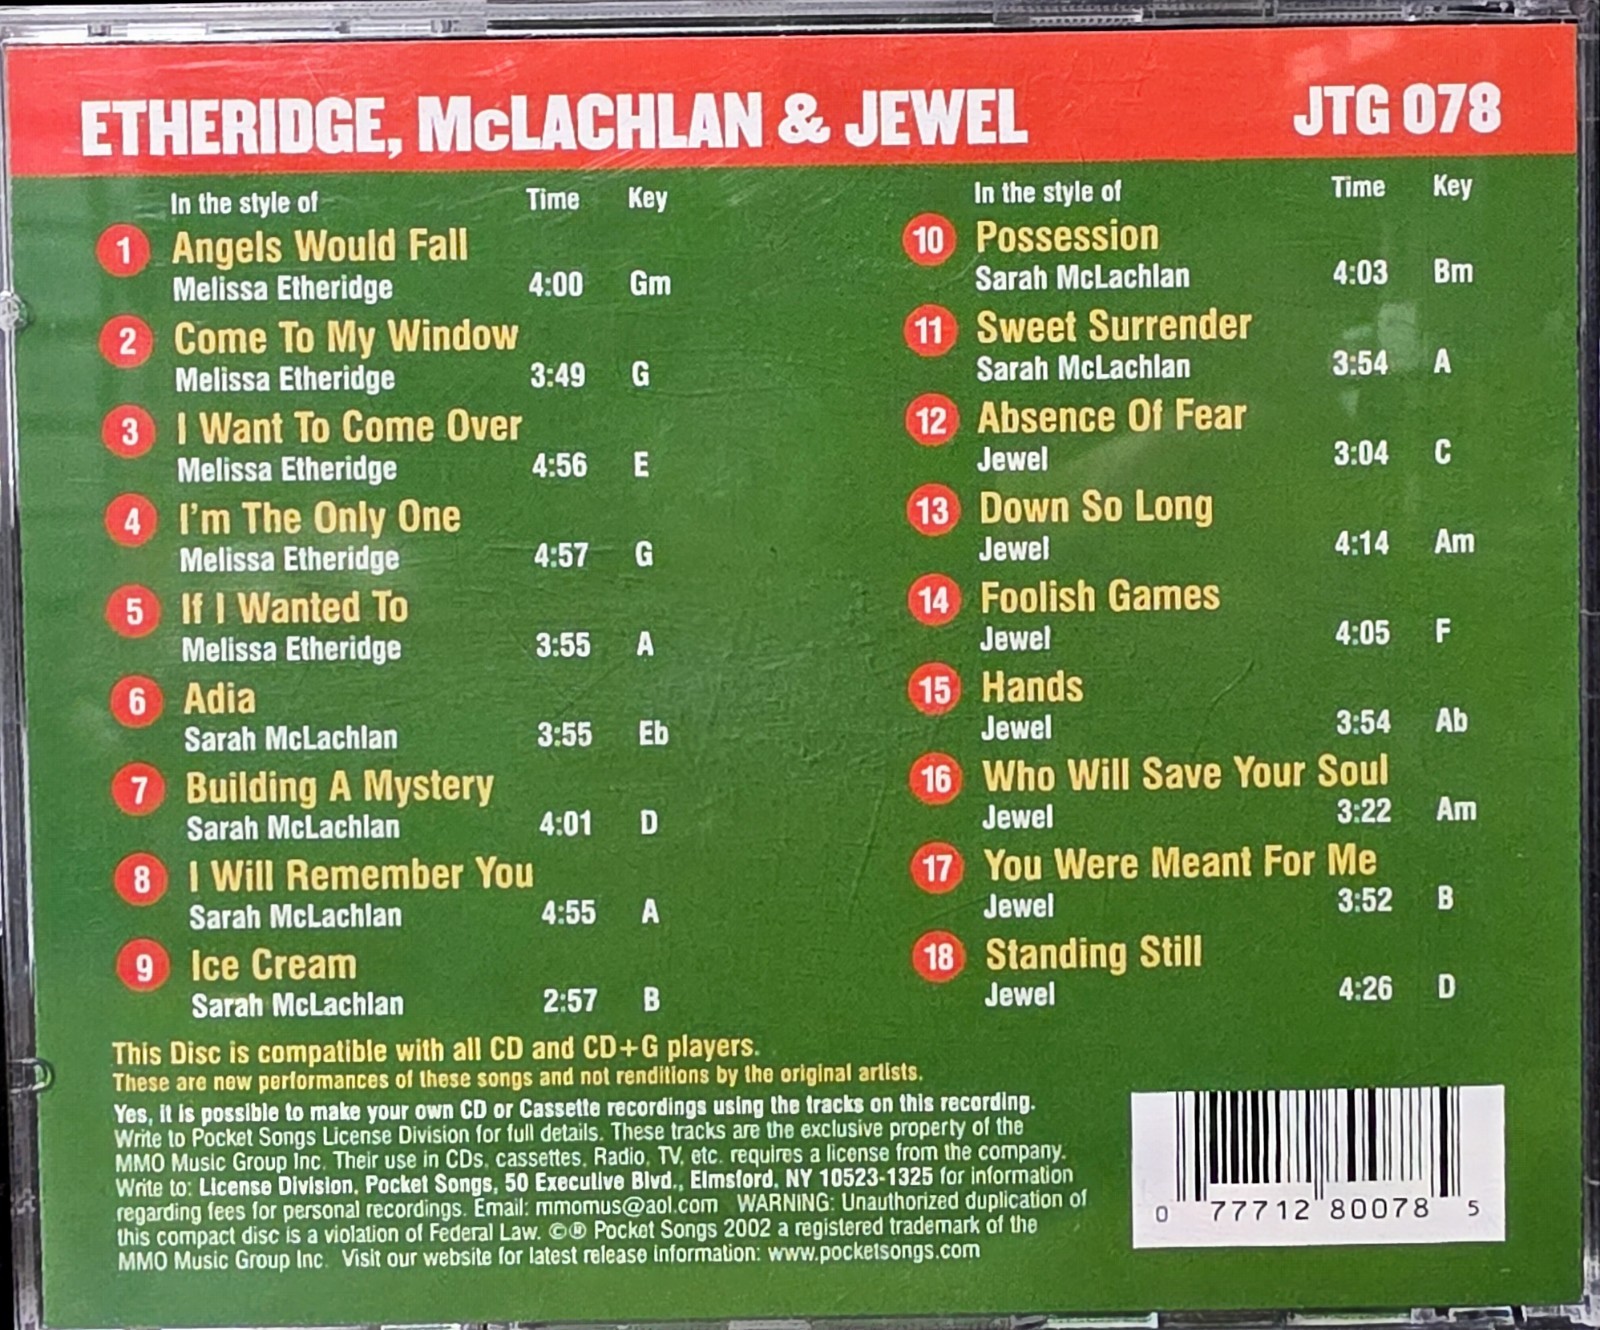 ETHERIDGE, McLACHLAN & JEWEL JTG 078
In the style of Time Key
1 Angels Would Fall
Melissa Etheridge 4:00 Gm
2 Come To My Window
Melissa Etheridge 3:49 G
3 I Want To Come Over
Melissa Etheridge 4:56 E
4 I'm The Only One
Melissa Etheridge 4:57 G
5 If I Wanted To
Melissa Etheridge 3:55 A
6 Adia
Sarah McLachlan 3:55 Eb
7 Building A Mystery
Sarah McLachlan 4:01 D
8 I Will Remember You
Sarah McLachlan 4:55 A
9 Ice Cream
Sarah McLachlan 2:57 B
In the style of Time Key
10 Possession
Sarah McLachlan 4:03 Bm
11 Sweet Surrender
Sarah McLachlan 3:54 A
12 Absence Of Fear
Jewel 3:04 C
13 Down So Long
Jewel 4:14 Am
14 Foolish Games
Jewel 4:05 F
15 Hands
Jewel 3:54 Ab
16 Who Will Save Your Soul
Jewel 3:22 Am
17 You Were Meant For Me
Jewel 3:52 B
18 Standing Still
Jewel 4:26 D
This Disc is compatible with all CD and CD+G players.
These are new performances of these songs and not renditions by the original artists.
Yes, it is possible to make your own CD or Cassette recordings using the tracks on this recording.
Write to Pocket Songs License Division for full details. These tracks are the exclusive property of the
MMO Music Group Inc. Their use in CDs, cassettes, Radio, TV, etc. requires a license from the company.
Write to: License Division, Pocket Songs, 50 Executive Blvd., Elmsford, NY 10523-1325 for information
regarding fees for personal recordings. Email: mmomus@aol.com WARNING: Unauthorized duplication of
this compact disc is a violation of Federal Law. ©® Pocket Songs 2002 a registered trademark of the
MMO Music Group Inc. Visit our website for latest release information: www.pocketsongs.com
0 77712 80078 5